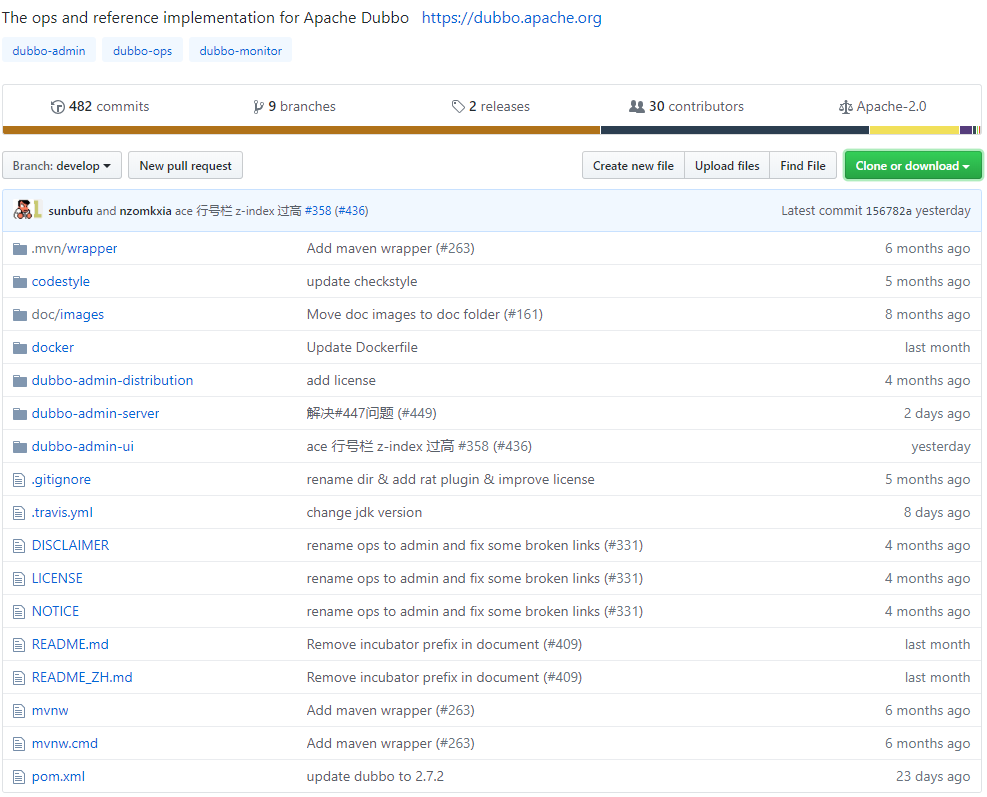 The ops and reference implementation for Apache Dubbo https://dubbo.apache.org
dubbo-admin dubbo-ops dubbo-monitor
482 commits 9 branches 2 releases 30 contributors Apache-2.0
Branch: develop New pull request Create new file Upload files Find File Clone or download
sunbufu and nzomkxia ace 行号栏 z-index 过高 #358 (#436) Latest commit 156782a yesterday
.mvn/wrapper Add maven wrapper (#263) 6 months ago
codestyle update checkstyle 5 months ago
doc/images Move doc images to doc folder (#161) 8 months ago
docker Update Dockerfile last month
dubbo-admin-distribution add license 4 months ago
dubbo-admin-server 解决#447问题 (#449) 2 days ago
dubbo-admin-ui ace 行号栏 z-index 过高 #358 (#436) yesterday
.gitignore rename dir & add rat plugin & improve license 5 months ago
.travis.yml change jdk version 8 days ago
DISCLAIMER rename ops to admin and fix some broken links (#331) 4 months ago
LICENSE rename ops to admin and fix some broken links (#331) 4 months ago
NOTICE rename ops to admin and fix some broken links (#331) 4 months ago
README.md Remove incubator prefix in document (#409) last month
README_ZH.md Remove incubator prefix in document (#409) last month
mvnw Add maven wrapper (#263) 6 months ago
mvnw.cmd Add maven wrapper (#263) 6 months ago
pom.xml update dubbo to 2.7.2 23 days ago